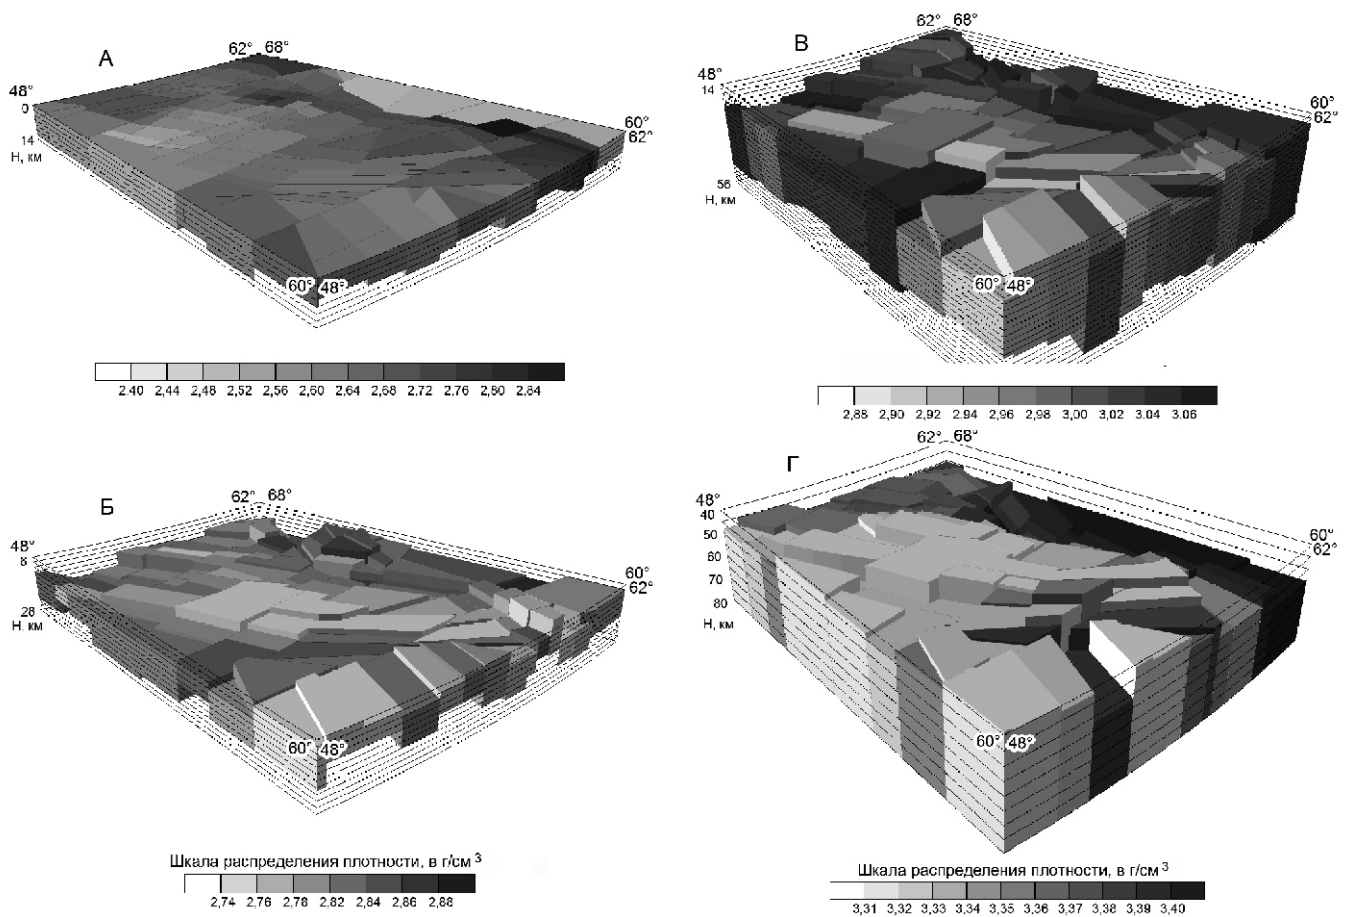 А
62° 68°
48°
0
14
Н, км
60°
62°
60° 48°
2.40 2,44 2,48 2,52 2,56 2,60 2,64 2,68 2,72 2,76 2,80 2,84
В
62° 68°
48°
14
60°
62°
56
Н, км
60° 48°
2,88 2,90 2,92 2,94 2,96 2,98 3,00 3,02 3.04 3.06
Б
62° 68°
48°
8
60°
62°
28
Н, км
60° 48°
Шкала распределения плотности, в г/см 3
2,74 2,76 2,78 2,82 2,84 2,86 2,88
Г
62° 68°
48°
40
50
60
70
80
Н, км
60°
62°
60° 48°
Шкала распределения плотности, в г/см 3
3,31 3,32 3,33 3,34 3,35 3,36 3,37 3,38 3,39 3,40